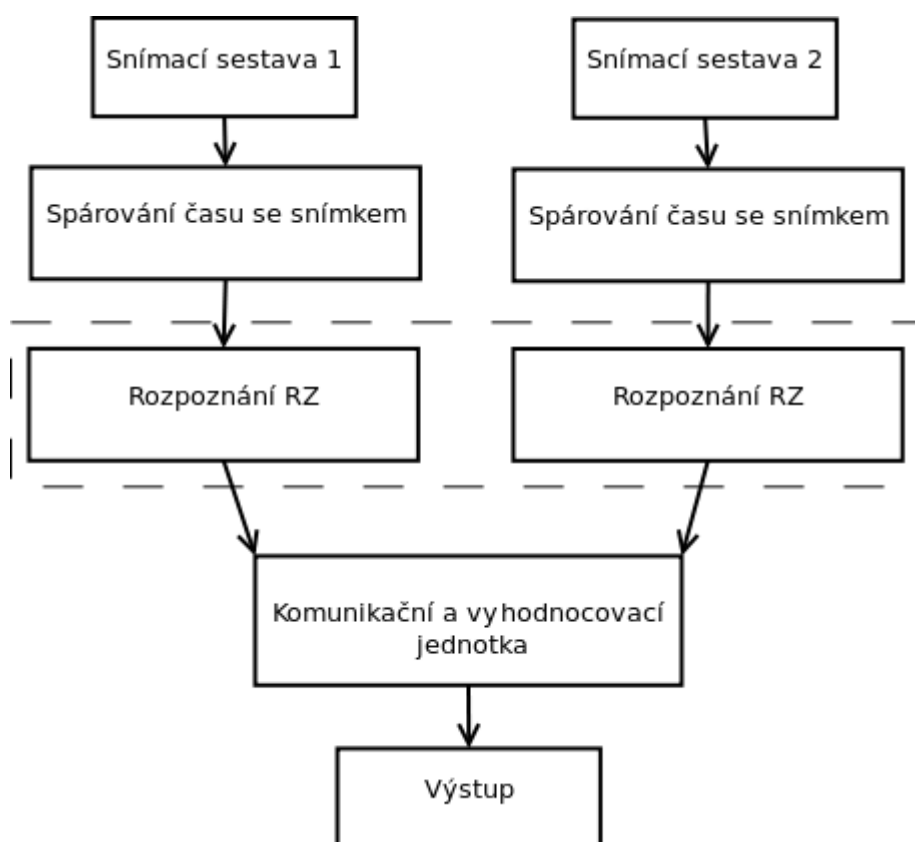 Snímací sestava 1
Snímací sestava 2
Spárování času se snímkem
Spárování času se snímkem
Rozpoznání RZ
Rozpoznání RZ
Komunikační a vyhodnocovací
jednotka
Výstup